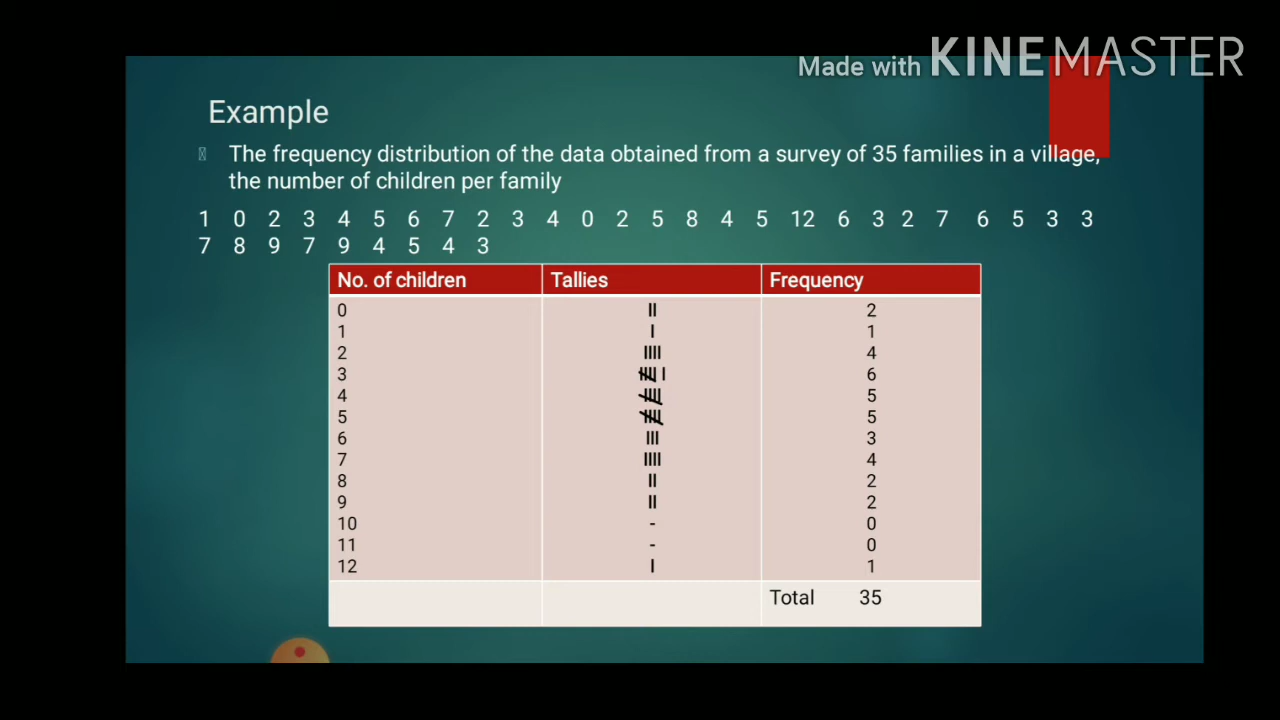 Made with KINEMASTER
Example
The frequency distribution of the data obtained from a survey of 35 families in a village,
the number of children per family
1 0 2 3 4 5 6 7 2 3 4 0 2 5 8 4 5 12 6 3 2 7 6 5 3 3
7 8 9 7 9 4 5 4 3
No. of children Tallies Frequency
0 II 2
1 I 1
2 IIII 4
3 IIII I 6
4 IIII 5
5 IIII 5
6 III 3
7 IIII 4
8 II 2
9 II 2
10 - 0
11 - 0
12 I 1
Total 35